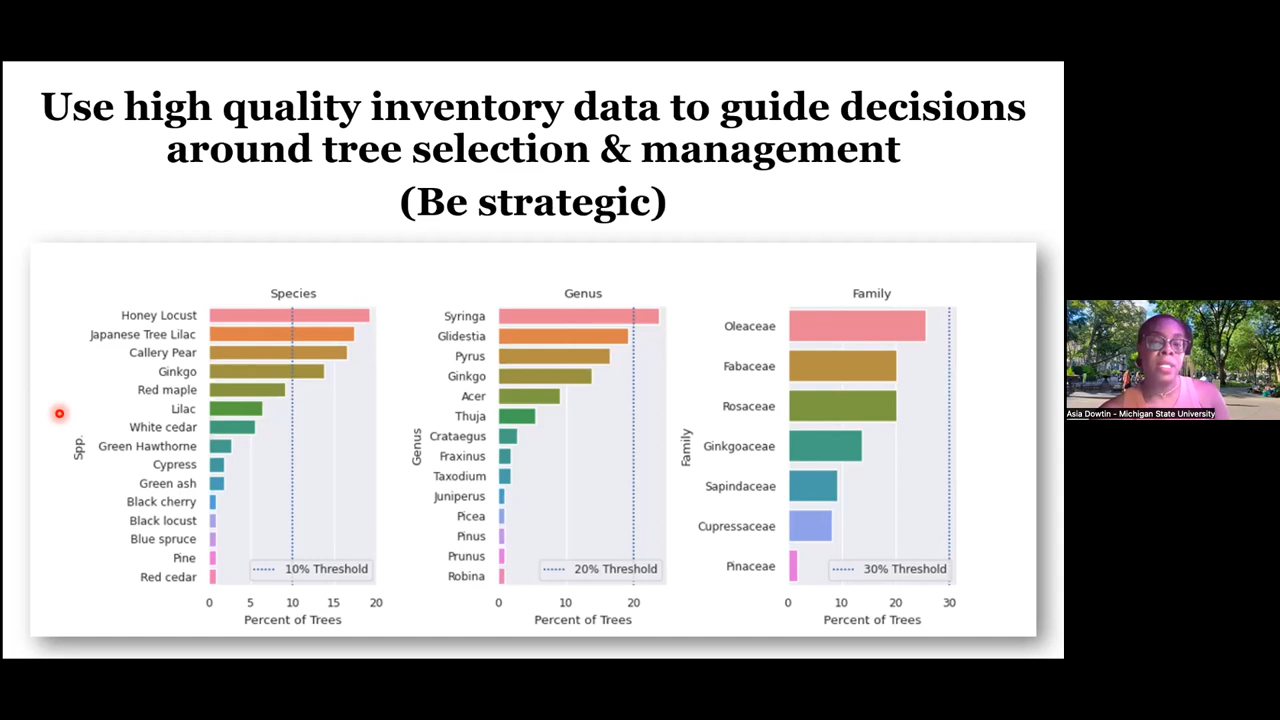 Use high quality inventory data to guide decisions
around tree selection & management
(Be strategic)
Species
Spp.
Honey Locust
Japanese Tree Lilac
Callery Pear
Ginkgo
Red maple
Lilac
White cedar
Green Hawthorne
Cypress
Green ash
Black cherry
Black locust
Blue spruce
Pine
Red cedar
10% Threshold
0 5 10 15 20
Percent of Trees
Genus
Genus
Syringa
Glidestia
Pyrus
Ginkgo
Acer
Thuja
Crataegus
Fraxinus
Taxodium
Juniperus
Picea
Pinus
Prunus
Robina
20% Threshold
0 10 20
Percent of Trees
Family
Family
Oleaceae
Fabaceae
Rosaceae
Ginkgoaceae
Sapindaceae
Cupressaceae
Pinaceae
30% Threshold
0 10 20 30
Percent of Trees
Asia Dowtin - Michigan State University